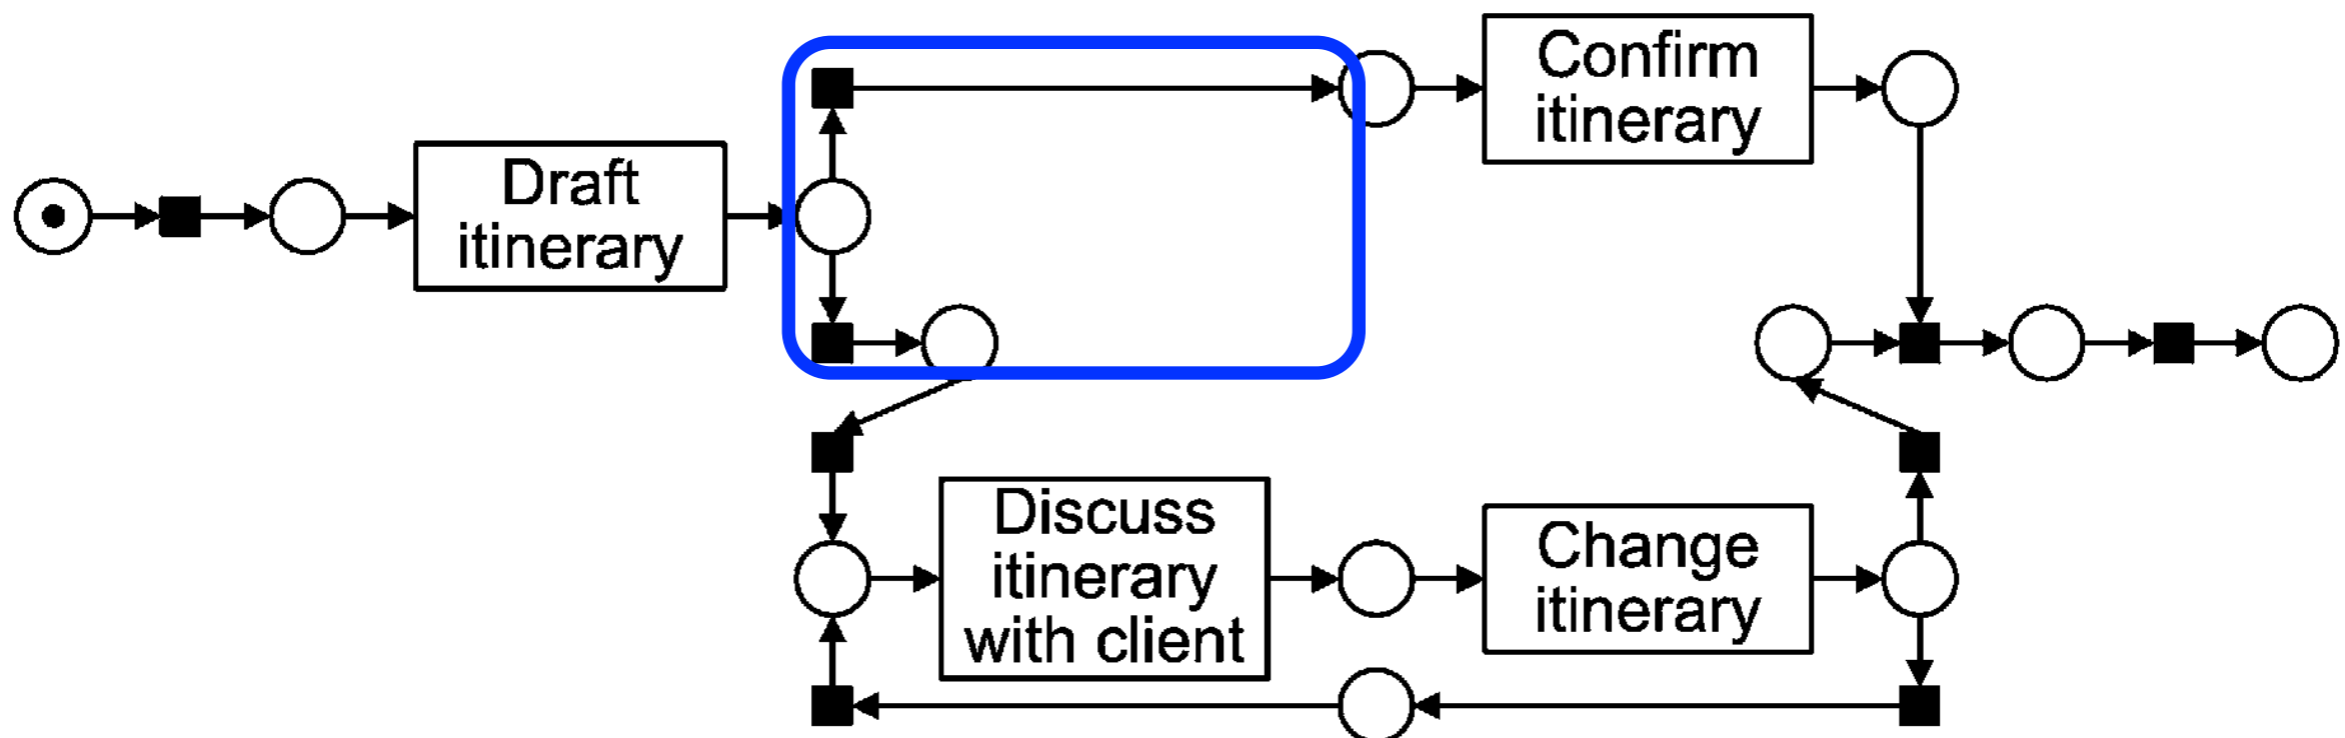 Confirm
itinerary
Draft
itinerary
Discuss
itinerary
with client
Change
itinerary